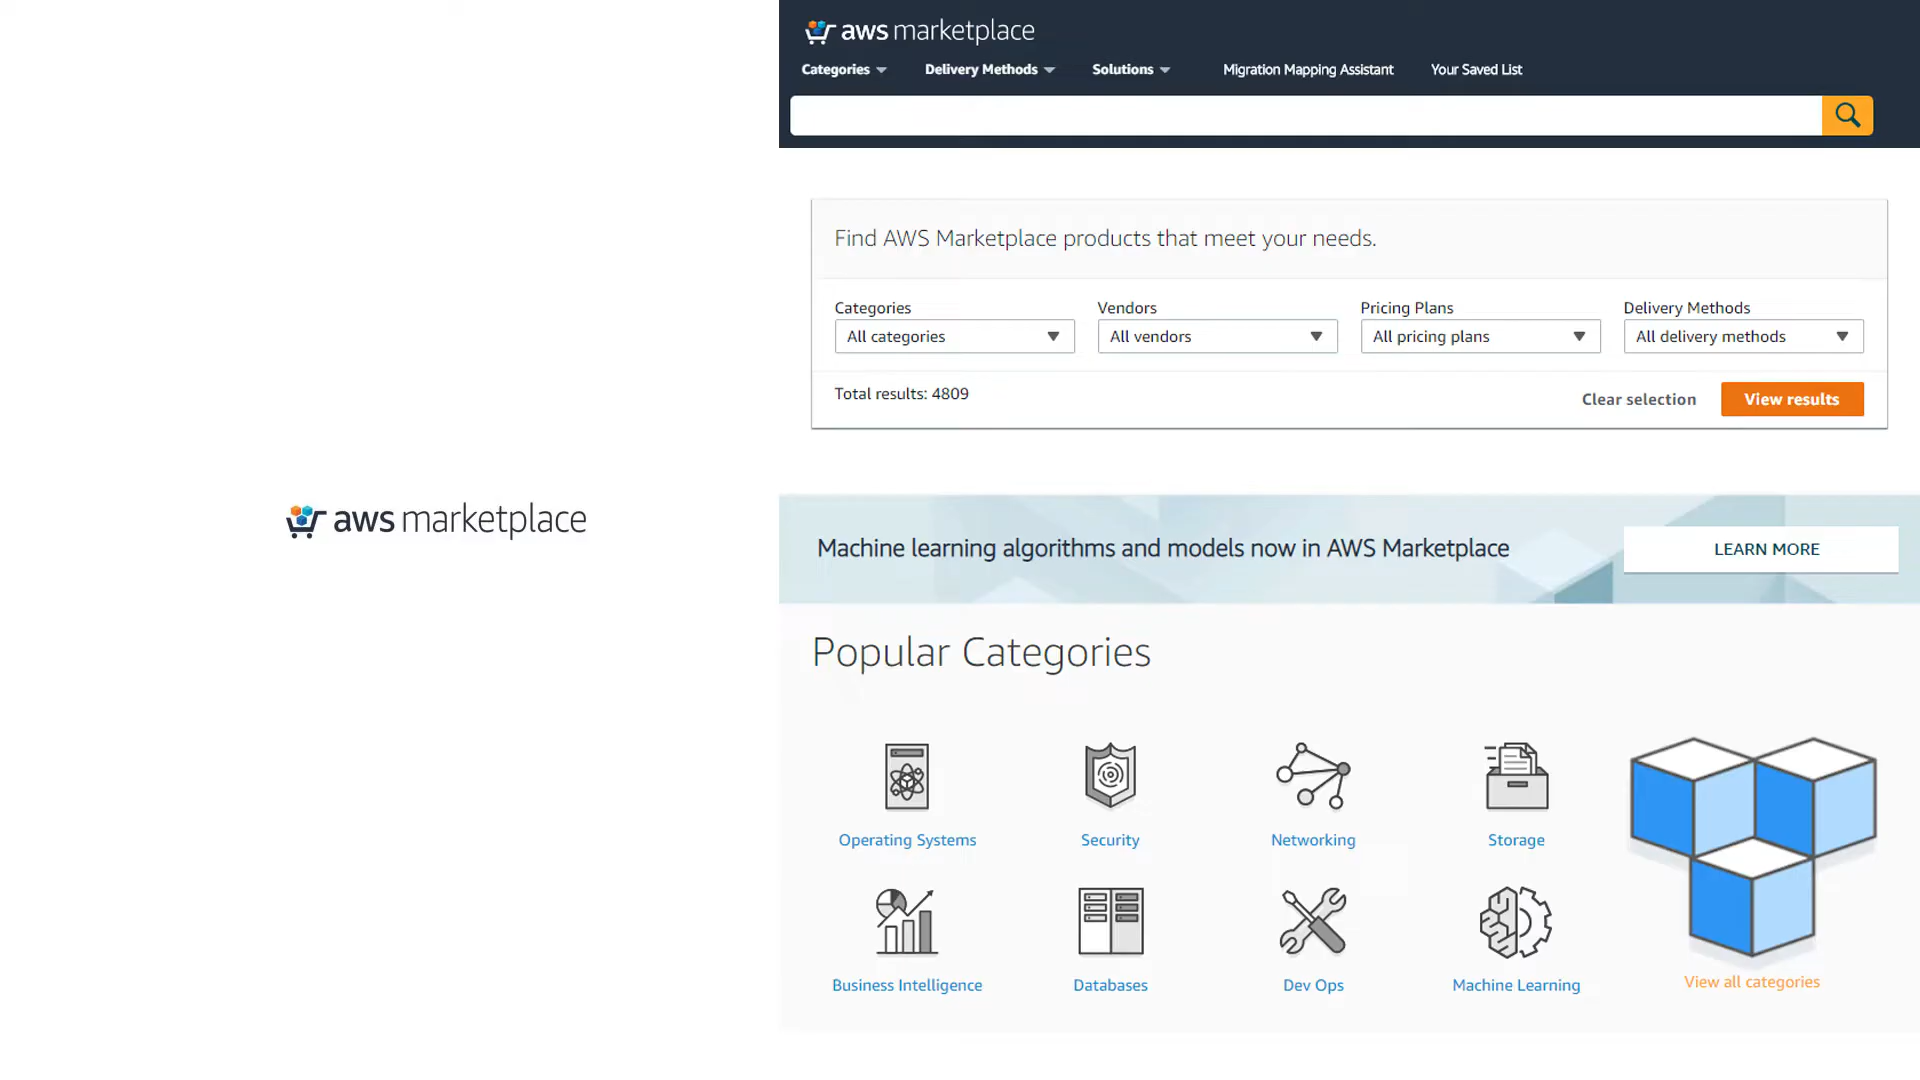 aws marketplace
aws marketplace
Categories
Delivery Methods
Solutions
Migration Mapping Assistant
Your Saved List
Find AWS Marketplace products that meet your needs.
Categories
Vendors
Pricing Plans
Delivery Methods
All categories
All vendors
All pricing plans
All delivery methods
Total results: 4809
Clear selection
View results
Machine learning algorithms and models now in AWS Marketplace
LEARN MORE
Popular Categories
Operating Systems
Security
Networking
Storage
Business Intelligence
Databases
Dev Ops
Machine Learning
View all categories